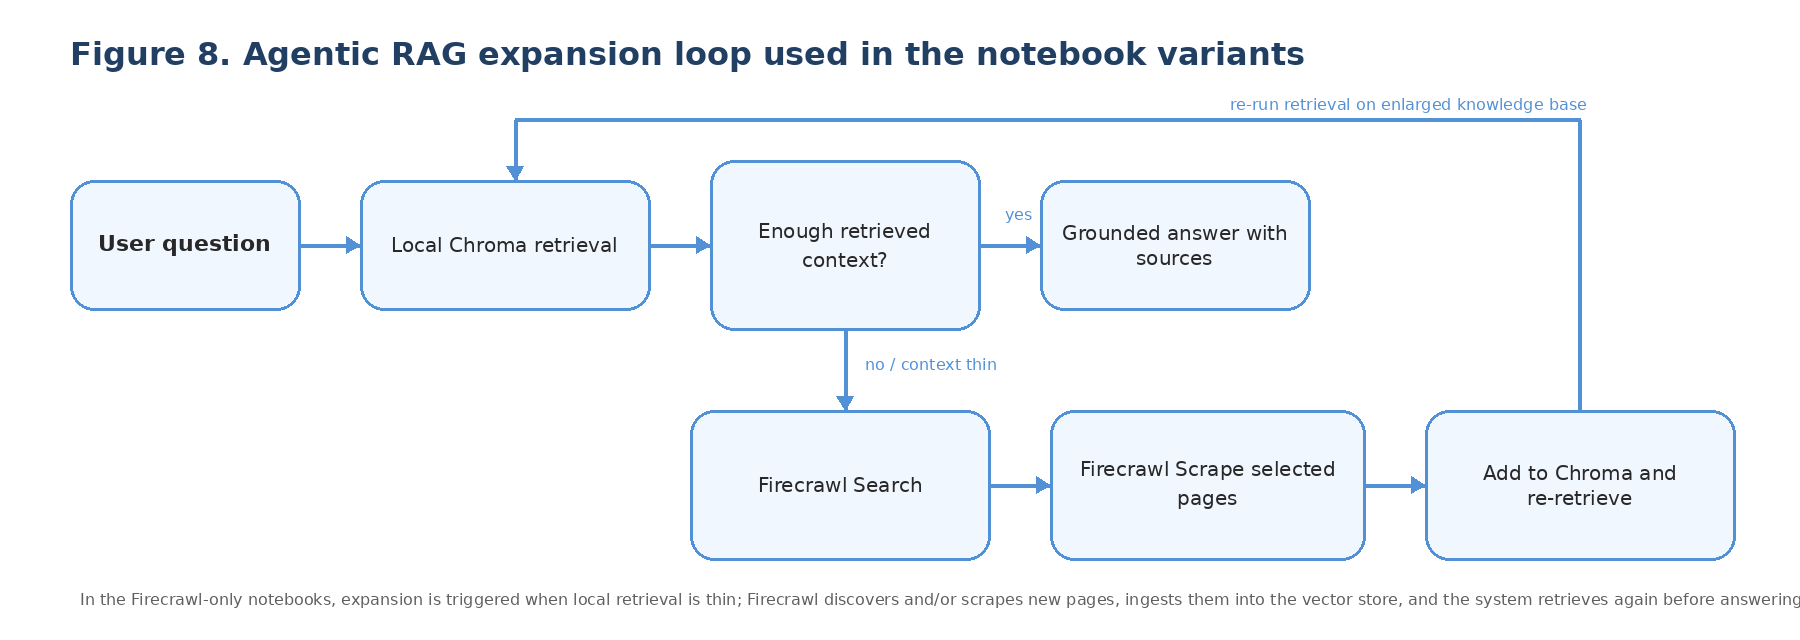 Figure 8. Agentic RAG expansion loop used in the notebook variants
re-run retrieval on enlarged knowledge base
User question
Local Chroma retrieval
Enough retrieved
context?
yes
Grounded answer with
sources
no / context thin
Firecrawl Search
Firecrawl Scrape selected
pages
Add to Chroma and
re-retrieve
In the Firecrawl-only notebooks, expansion is triggered when local retrieval is thin; Firecrawl discovers and/or scrapes new pages, ingests them into the vector store, and the system retrieves again before answering